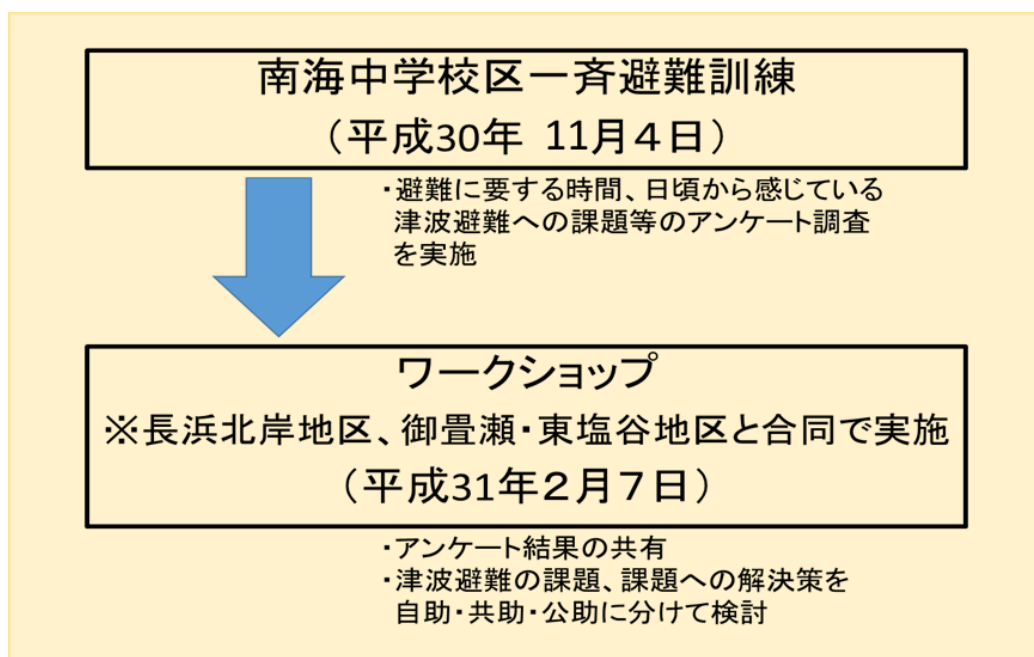 南海中学校区一斉避難訓練
（平成30年 11月４日）
・避難に要する時間、日頃から感じている
津波避難への課題等のアンケート調査
を実施
ワークショップ
※長浜北岸地区、御畳瀬・東塩谷地区と合同で実施
（平成31年２月７日）
・アンケート結果の共有
・津波避難の課題、課題への解決策を
自助・共助・公助に分けて検討